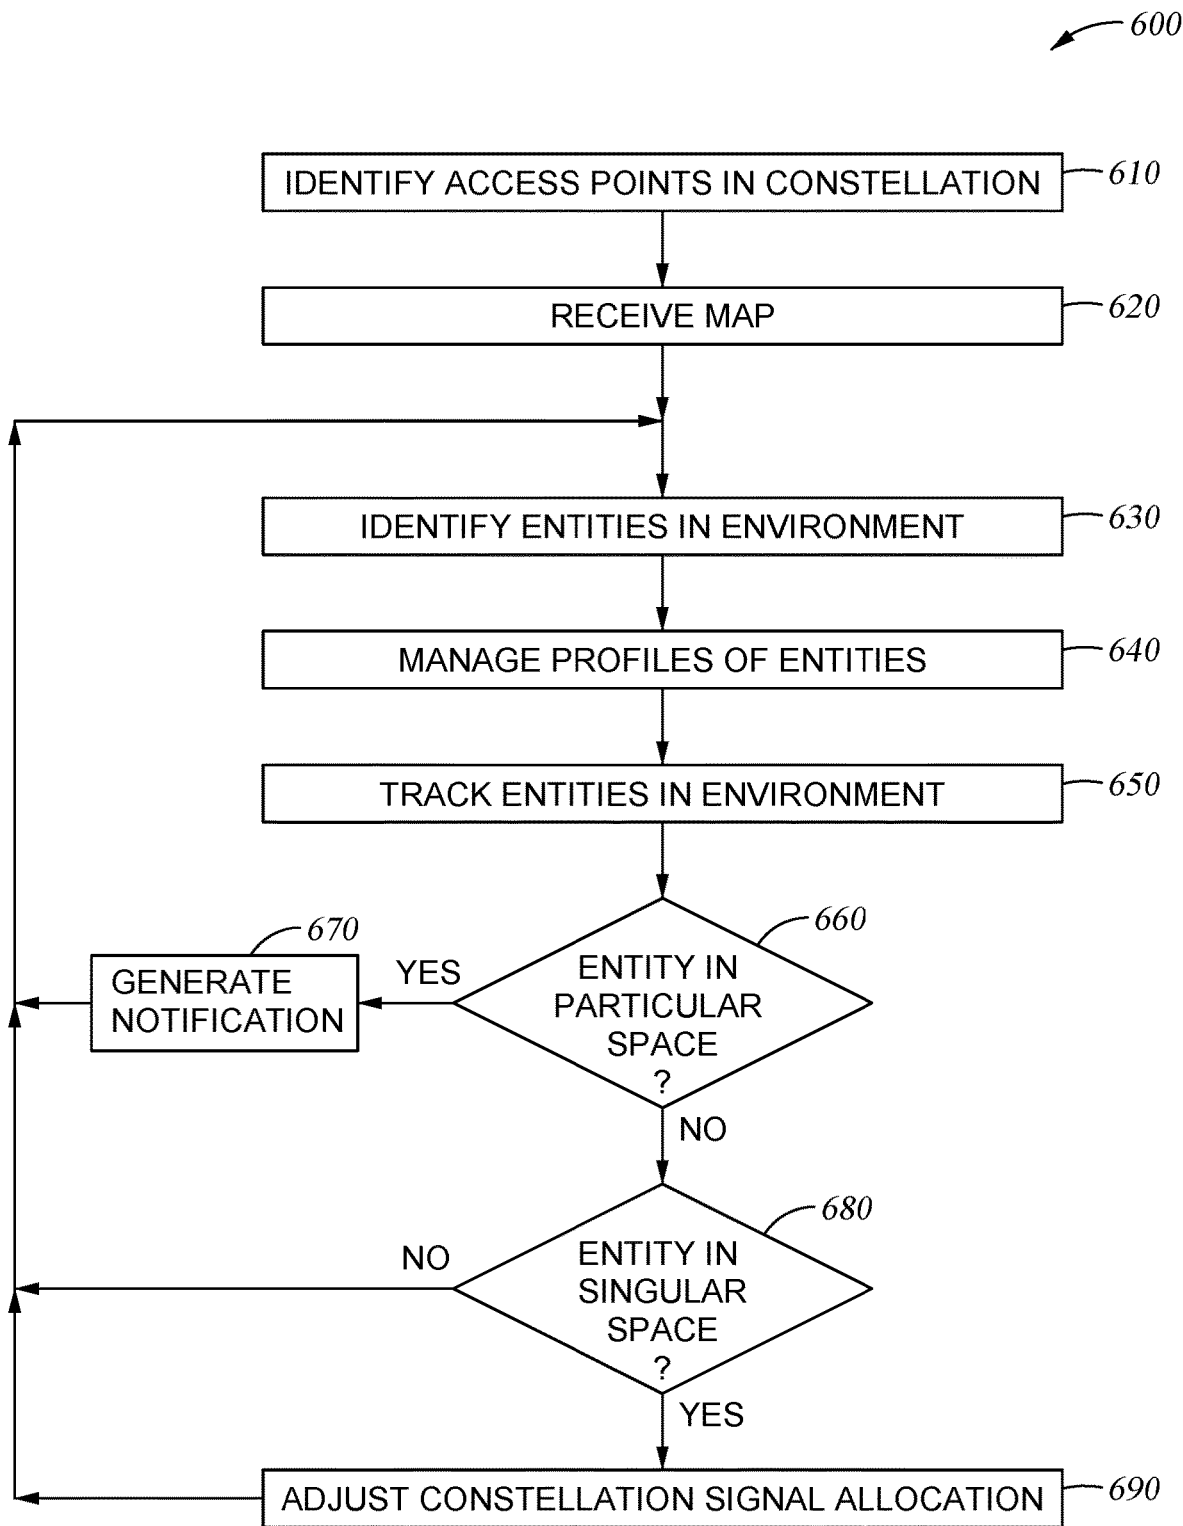 600
IDENTIFY ACCESS POINTS IN CONSTELLATION
610
RECEIVE MAP
620
IDENTIFY ENTITIES IN ENVIRONMENT
630
MANAGE PROFILES OF ENTITIES
640
TRACK ENTITIES IN ENVIRONMENT
650
660
ENTITY IN
PARTICULAR
SPACE
?
YES
670
GENERATE
NOTIFICATION
NO
680
ENTITY IN
SINGULAR
SPACE
?
NO
YES
ADJUST CONSTELLATION SIGNAL ALLOCATION
690